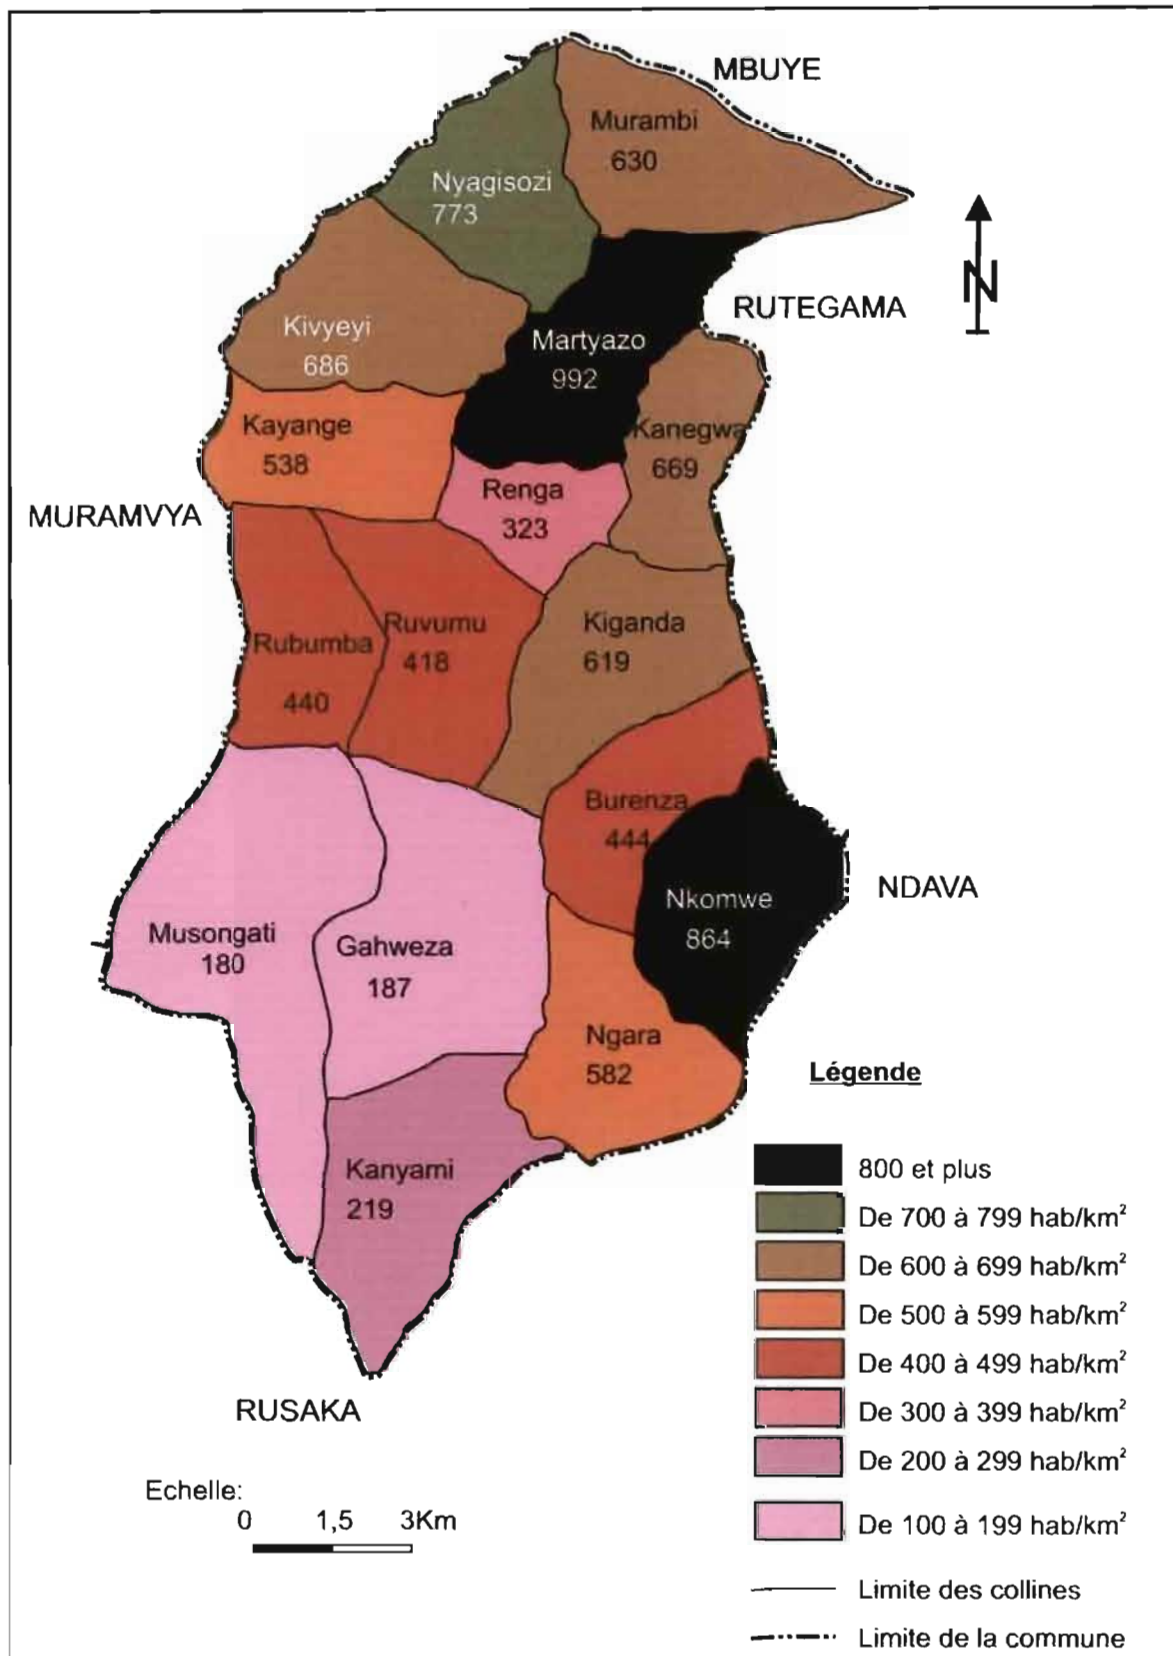 MBUYE
Murambi
630
Nyagisozi
773
RUTEGAMA
N
Kivyeyi
686
Martyazo
992
Kayange
538
Kanegwa
669
Renga
323
MURAMVYA
Rubumba
440
Ruvumu
418
Kiganda
619
Burenza
444
Nkomwe
864
NDAVA
Musongati
180
Gahweza
187
Ngara
582
Kanyami
219
RUSAKA
Légende
800 et plus
De 700 à 799 hab/km²
De 600 à 699 hab/km²
De 500 à 599 hab/km²
De 400 à 499 hab/km²
De 300 à 399 hab/km²
De 200 à 299 hab/km²
De 100 à 199 hab/km²
Limite des collines
Limite de la commune
Echelle:
0 1,5 3Km